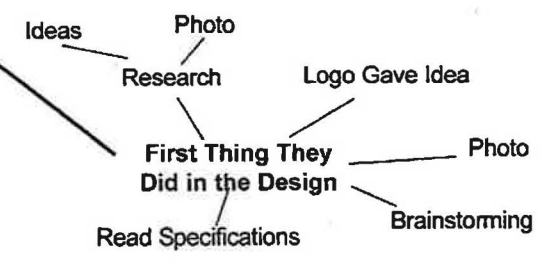 Ideas
Photo
Research
Logo Gave Idea
First Thing They
Did in the Design
Photo
Brainstorming
Read Specifications